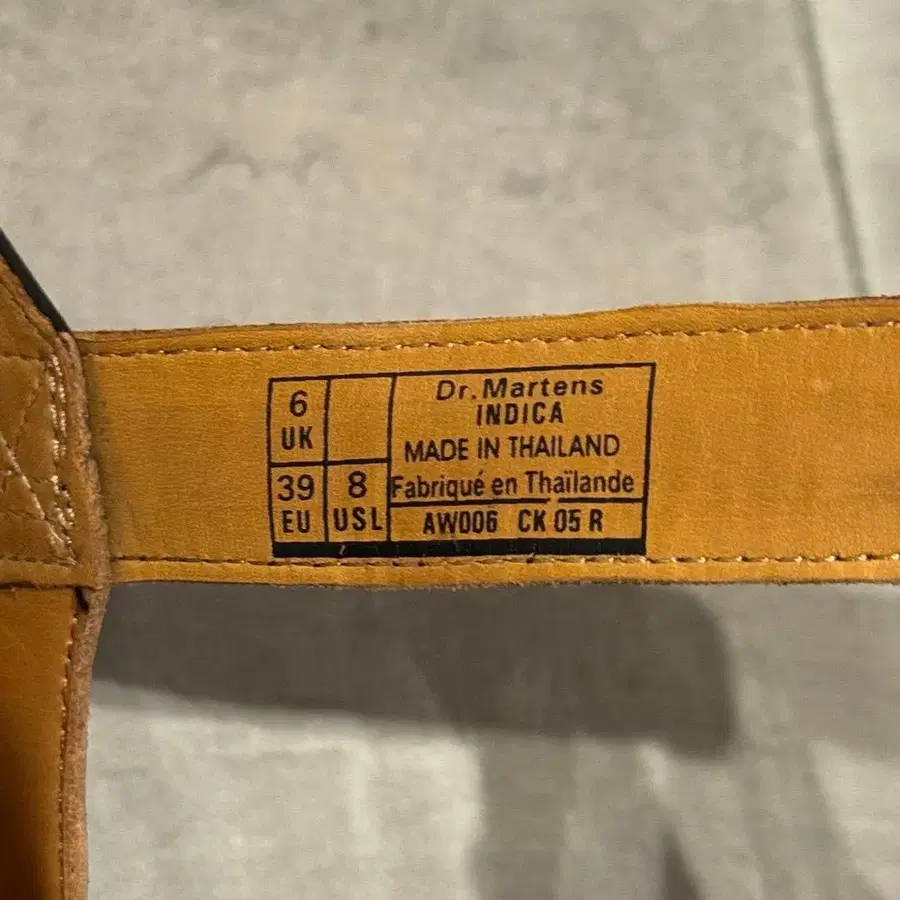 6
UK
39
EU
8
USL
Dr. Martens
INDICA
MADE IN THAILAND
Fabriqué en Thaïlande
AW006 CK 05 R